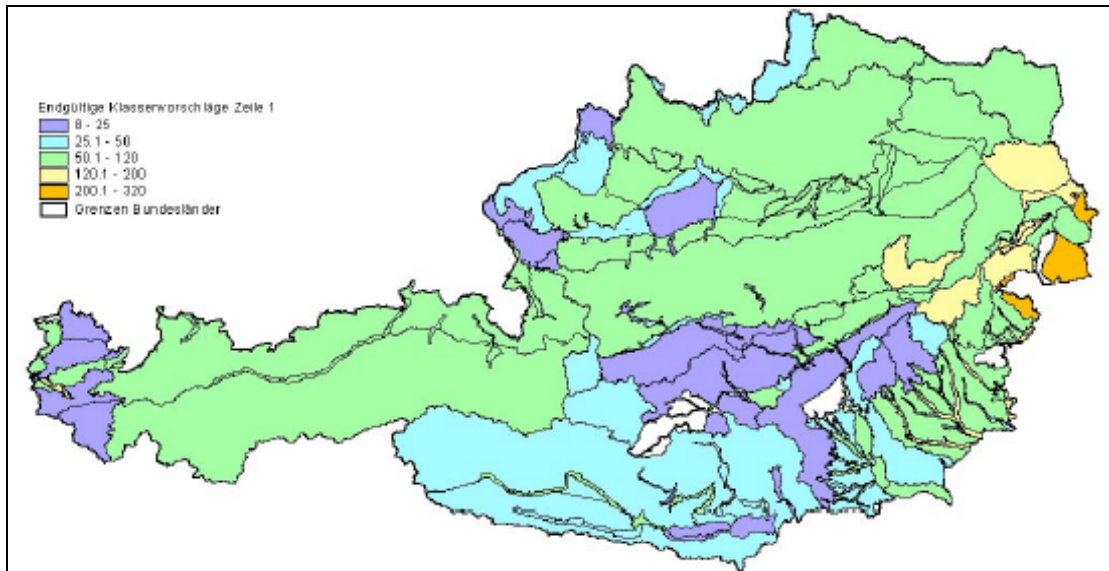 Endgültige Klassenvorschläge Zeile 1
8 - 25
25.1 - 50
50.1 - 120
120.1 - 200
200.1 - 320
Grenzen Bundesländer